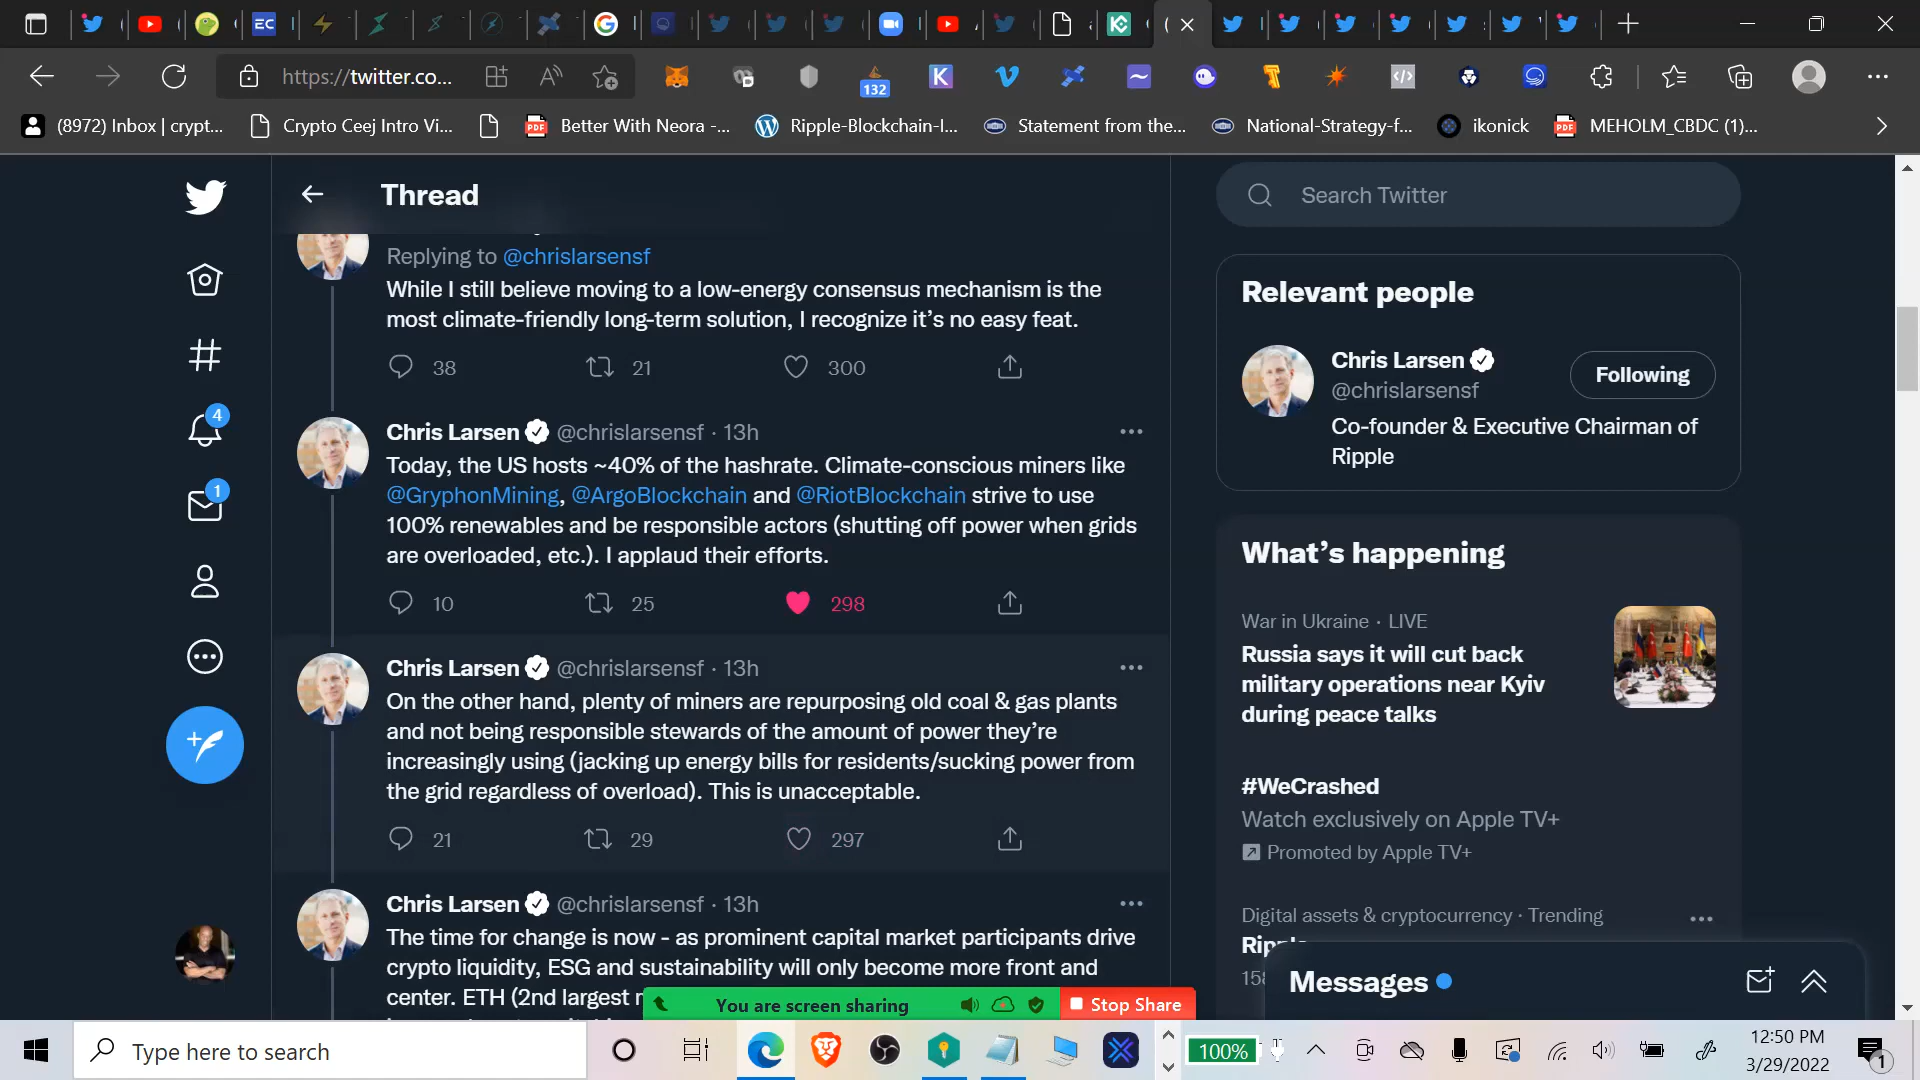 EC
https://twitter.co...
132
(8972) Inbox | crypt...
Crypto Ceej Intro Vi...
Better With Neora -...
Ripple-Blockchain-I...
Statement from the...
National-Strategy-f...
ikonick
MEHOLM_CBDC (1)...
Thread
Search Twitter
Replying to @chrislarsensf
While I still believe moving to a low-energy consensus mechanism is the
most climate-friendly long-term solution, I recognize it’s no easy feat.
38 21 300
Chris Larsen @chrislarsensf · 13h
Today, the US hosts ~40% of the hashrate. Climate-conscious miners like
@GryphonMining, @ArgoBlockchain and @RiotBlockchain strive to use
100% renewables and be responsible actors (shutting off power when grids
are overloaded, etc.). I applaud their efforts.
10 25 298
Chris Larsen @chrislarsensf · 13h
On the other hand, plenty of miners are repurposing old coal & gas plants
and not being responsible stewards of the amount of power they’re
increasingly using (jacking up energy bills for residents/sucking power from
the grid regardless of overload). This is unacceptable.
21 29 297
Chris Larsen @chrislarsensf · 13h
The time for change is now - as prominent capital market participants drive
crypto liquidity, ESG and sustainability will only become more front and
center. ETH (2nd largest
4
1
Relevant people
Chris Larsen
@chrislarsensf
Following
Co-founder & Executive Chairman of
Ripple
What’s happening
War in Ukraine · LIVE
Russia says it will cut back
military operations near Kyiv
during peace talks
#WeCrashed
Watch exclusively on Apple TV+
Promoted by Apple TV+
Digital assets & cryptocurrency · Trending
Messages
You are screen sharing
Stop Share
Type here to search
100%
12:50 PM
3/29/2022
1